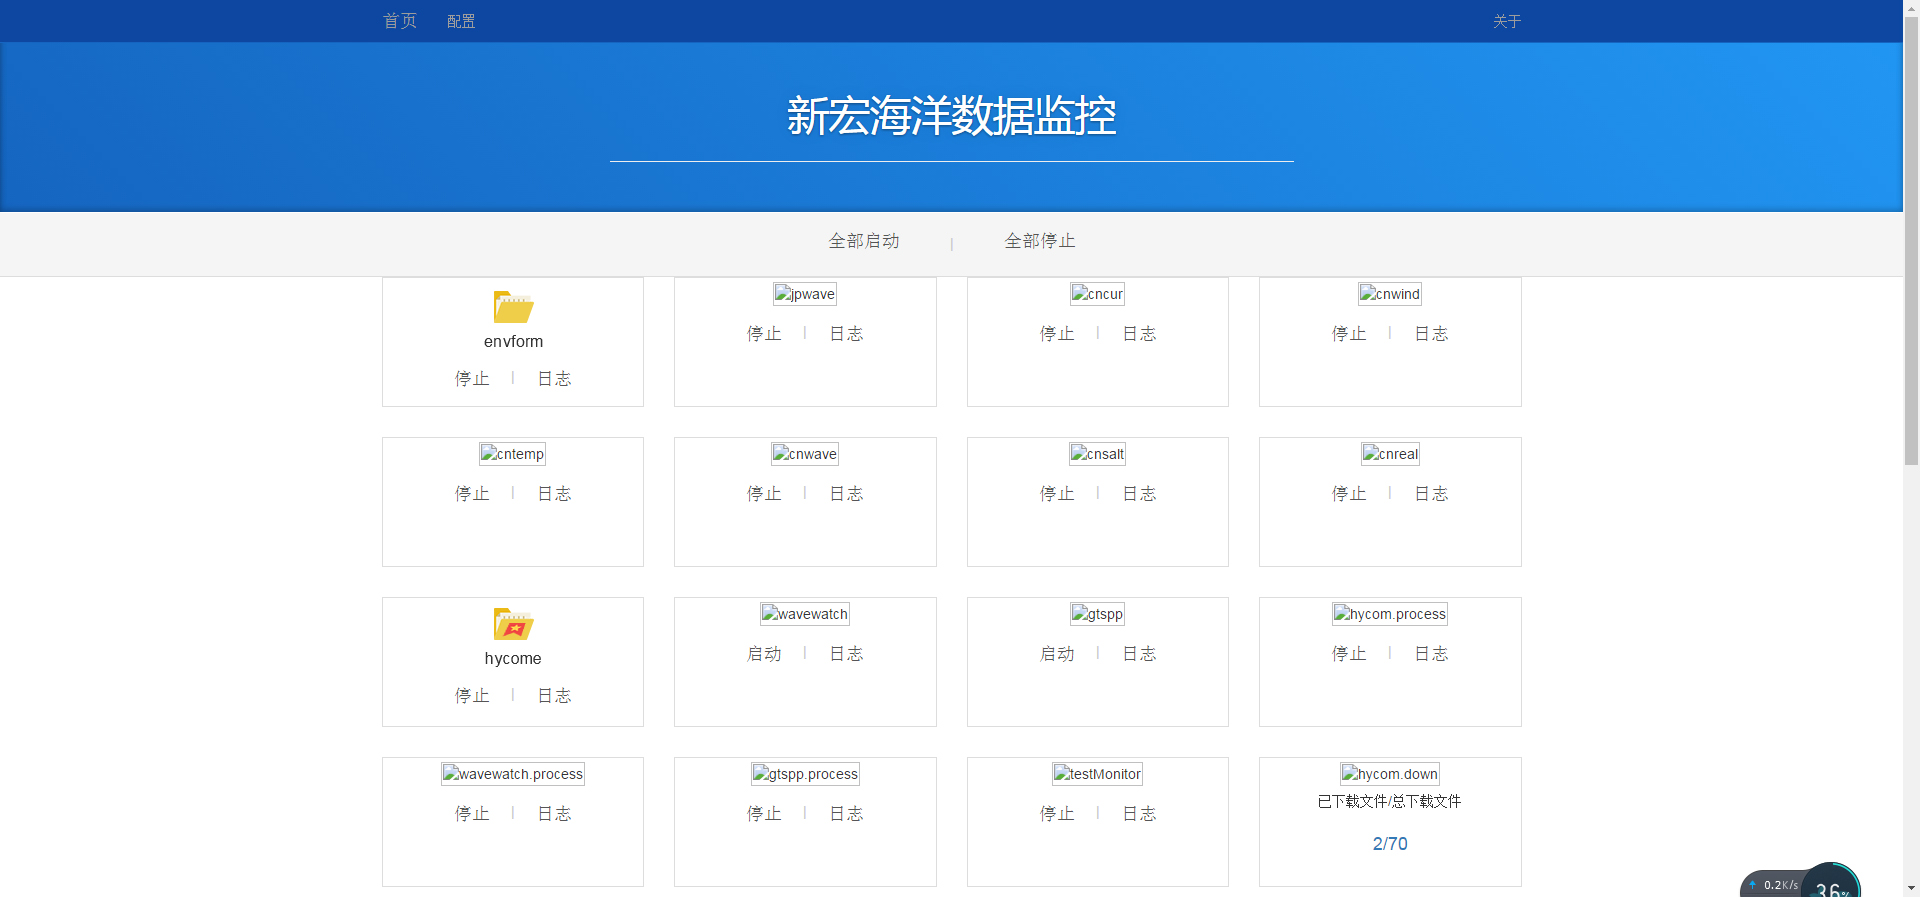 首页 配置 关于
新宏海洋数据监控
全部启动 | 全部停止
envform
停止 | 日志
jpwave
停止 | 日志
cncur
停止 | 日志
cnwind
停止 | 日志
cntemp
停止 | 日志
cnwave
停止 | 日志
cnsalt
停止 | 日志
cnreal
停止 | 日志
hycome
停止 | 日志
wavewatch
启动 | 日志
gtspp
启动 | 日志
hycom.process
停止 | 日志
wavewatch.process
停止 | 日志
gtspp.process
停止 | 日志
testMonitor
停止 | 日志
hycom.down
已下载文件/总下载文件
2/70
0.2K/s
36%